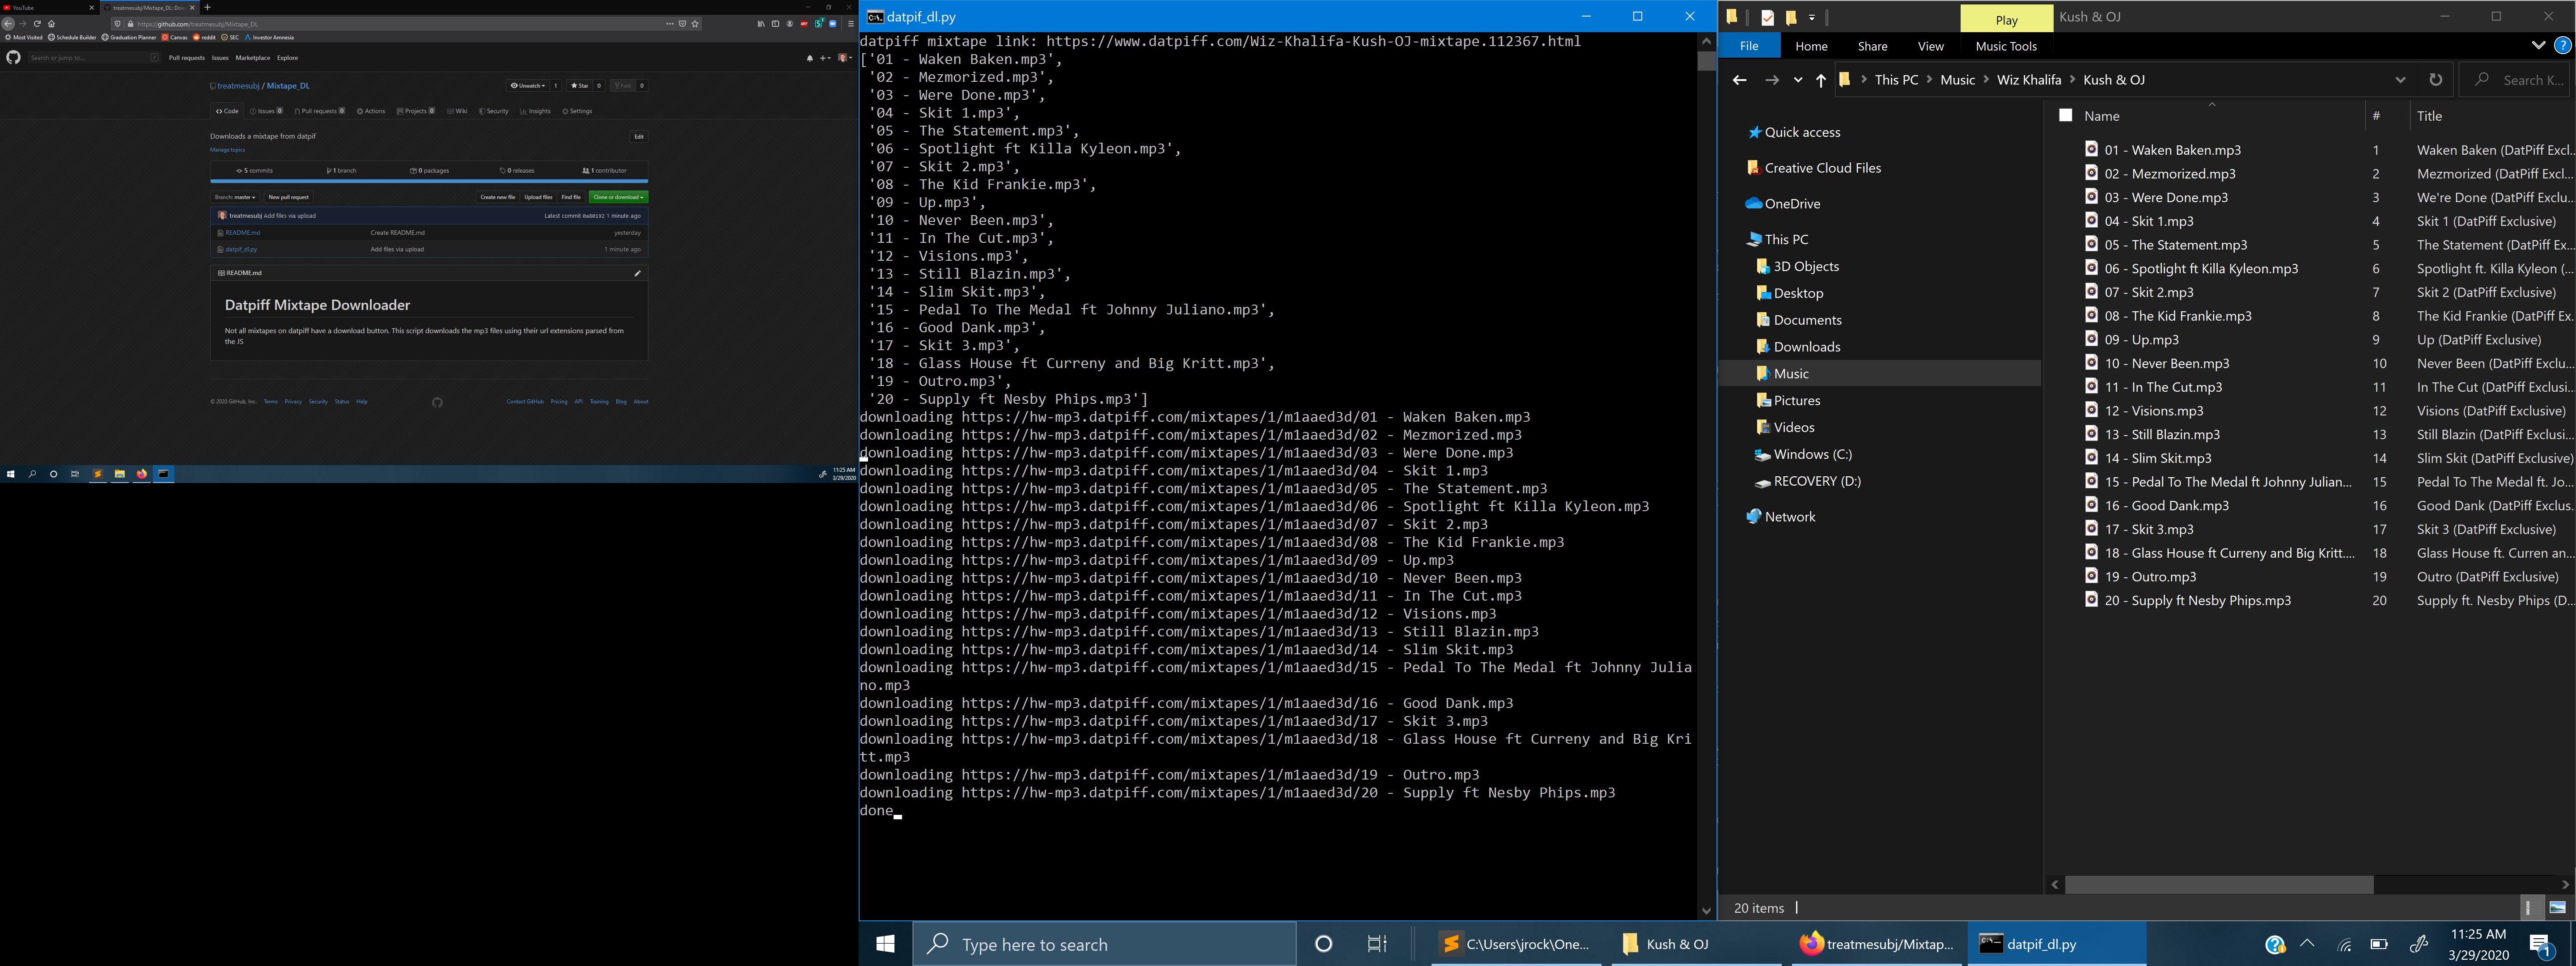 YouTube
treatmesubj/Mixtape_DL: Dow
https://github.com/treatmesubj/Mixtape_DL
Most Visited Schedule Builder Graduation Planner Canvas reddit SEC Investor Amnesia
Search or jump to... /
Pull requests Issues Marketplace Explore
treatmesubj / Mixtape_DL
Unwatch 1 Star 0 Fork 0
Code Issues 0 Pull requests 0 Actions Projects 0 Wiki Security Insights Settings
Downloads a mixtape from datpif
Edit
Manage topics
5 commits 1 branch 0 packages 0 releases 1 contributor
Branch: master New pull request Create new file Upload files Find file Clone or download
treatmesubj Add files via upload Latest commit 0a80192 1 minute ago
README.md Create README.md yesterday
datpif_dl.py Add files via upload 1 minute ago
README.md
Datpiff Mixtape Downloader
Not all mixtapes on datpiff have a download button. This script downloads the mp3 files using their url extensions parsed from
the JS
© 2020 GitHub, Inc. Terms Privacy Security Status Help Contact GitHub Pricing API Training Blog About
11:25 AM
3/29/2020
datpif_dl.py
datpiff mixtape link: https://www.datpiff.com/Wiz-Khalifa-Kush-OJ-mixtape.112367.html
['01 - Waken Baken.mp3',
'02 - Mezmorized.mp3',
'03 - Were Done.mp3',
'04 - Skit 1.mp3',
'05 - The Statement.mp3',
'06 - Spotlight ft Killa Kyleon.mp3',
'07 - Skit 2.mp3',
'08 - The Kid Frankie.mp3',
'09 - Up.mp3',
'10 - Never Been.mp3',
'11 - In The Cut.mp3',
'12 - Visions.mp3',
'13 - Still Blazin.mp3',
'14 - Slim Skit.mp3',
'15 - Pedal To The Medal ft Johnny Juliano.mp3',
'16 - Good Dank.mp3',
'17 - Skit 3.mp3',
'18 - Glass House ft Curreny and Big Kritt.mp3',
'19 - Outro.mp3',
'20 - Supply ft Nesby Phips.mp3']
downloading https://hw-mp3.datpiff.com/mixtapes/1/m1aaed3d/01 - Waken Baken.mp3
downloading https://hw-mp3.datpiff.com/mixtapes/1/m1aaed3d/02 - Mezmorized.mp3
downloading https://hw-mp3.datpiff.com/mixtapes/1/m1aaed3d/03 - Were Done.mp3
downloading https://hw-mp3.datpiff.com/mixtapes/1/m1aaed3d/04 - Skit 1.mp3
downloading https://hw-mp3.datpiff.com/mixtapes/1/m1aaed3d/05 - The Statement.mp3
downloading https://hw-mp3.datpiff.com/mixtapes/1/m1aaed3d/06 - Spotlight ft Killa Kyleon.mp3
downloading https://hw-mp3.datpiff.com/mixtapes/1/m1aaed3d/07 - Skit 2.mp3
downloading https://hw-mp3.datpiff.com/mixtapes/1/m1aaed3d/08 - The Kid Frankie.mp3
downloading https://hw-mp3.datpiff.com/mixtapes/1/m1aaed3d/09 - Up.mp3
downloading https://hw-mp3.datpiff.com/mixtapes/1/m1aaed3d/10 - Never Been.mp3
downloading https://hw-mp3.datpiff.com/mixtapes/1/m1aaed3d/11 - In The Cut.mp3
downloading https://hw-mp3.datpiff.com/mixtapes/1/m1aaed3d/12 - Visions.mp3
downloading https://hw-mp3.datpiff.com/mixtapes/1/m1aaed3d/13 - Still Blazin.mp3
downloading https://hw-mp3.datpiff.com/mixtapes/1/m1aaed3d/14 - Slim Skit.mp3
downloading https://hw-mp3.datpiff.com/mixtapes/1/m1aaed3d/15 - Pedal To The Medal ft Johnny Julia
no.mp3
downloading https://hw-mp3.datpiff.com/mixtapes/1/m1aaed3d/16 - Good Dank.mp3
downloading https://hw-mp3.datpiff.com/mixtapes/1/m1aaed3d/17 - Skit 3.mp3
downloading https://hw-mp3.datpiff.com/mixtapes/1/m1aaed3d/18 - Glass House ft Curreny and Big Kri
tt.mp3
downloading https://hw-mp3.datpiff.com/mixtapes/1/m1aaed3d/19 - Outro.mp3
downloading https://hw-mp3.datpiff.com/mixtapes/1/m1aaed3d/20 - Supply ft Nesby Phips.mp3
done
Play Kush & OJ
File Home Share View Music Tools
This PC Music Wiz Khalifa Kush & OJ Search K...
Quick access
Creative Cloud Files
OneDrive
This PC
3D Objects
Desktop
Documents
Downloads
Music
Pictures
Videos
Windows (C:)
RECOVERY (D:)
Network
Name # Title
01 - Waken Baken.mp3 1 Waken Baken (DatPiff Excl...
02 - Mezmorized.mp3 2 Mezmorized (DatPiff Excl...
03 - Were Done.mp3 3 We're Done (DatPiff Exclu...
04 - Skit 1.mp3 4 Skit 1 (DatPiff Exclusive)
05 - The Statement.mp3 5 The Statement (DatPiff Ex...
06 - Spotlight ft Killa Kyleon.mp3 6 Spotlight ft. Killa Kyleon (...
07 - Skit 2.mp3 7 Skit 2 (DatPiff Exclusive)
08 - The Kid Frankie.mp3 8 The Kid Frankie (DatPiff Ex...
09 - Up.mp3 9 Up (DatPiff Exclusive)
10 - Never Been.mp3 10 Never Been (DatPiff Exclu...
11 - In The Cut.mp3 11 In The Cut (DatPiff Exclusi...
12 - Visions.mp3 12 Visions (DatPiff Exclusive)
13 - Still Blazin.mp3 13 Still Blazin (DatPiff Exclusi...
14 - Slim Skit.mp3 14 Slim Skit (DatPiff Exclusive)
15 - Pedal To The Medal ft Johnny Julian... 15 Pedal To The Medal ft. Jo...
16 - Good Dank.mp3 16 Good Dank (DatPiff Exclus...
17 - Skit 3.mp3 17 Skit 3 (DatPiff Exclusive)
18 - Glass House ft Curreny and Big Kritt.... 18 Glass House ft. Curren an...
19 - Outro.mp3 19 Outro (DatPiff Exclusive)
20 - Supply ft Nesby Phips.mp3 20 Supply ft. Nesby Phips (D...
20 items
Type here to search C:\Users\jrock\One... Kush & OJ treatmesubj/Mixtap... datpif_dl.py
11:25 AM
3/29/2020
1